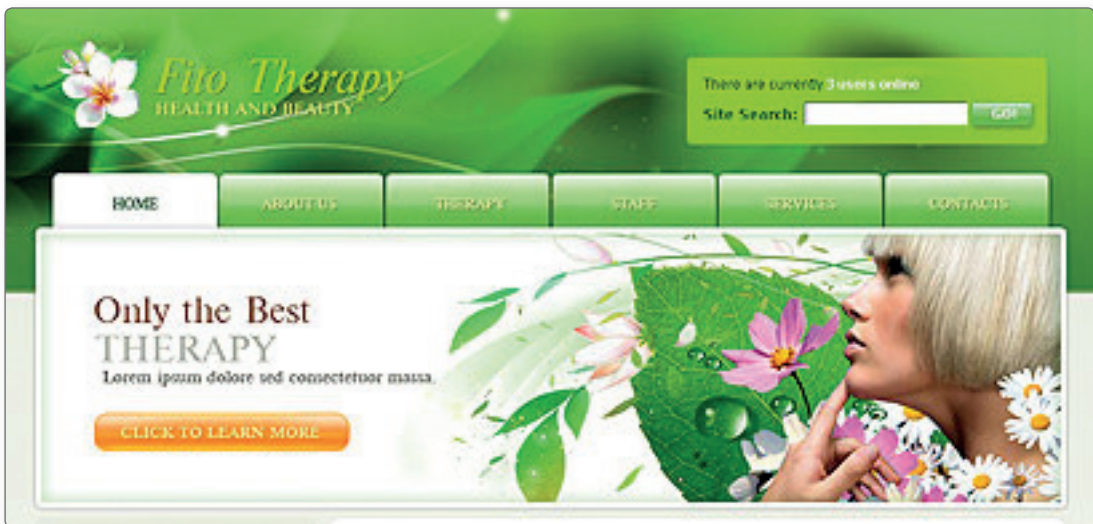 Fito Therapy
HEALTH AND BEAUTY
There are currently 3 users online
Site Search: GO!
HOME ABOUT US THERAPY STAFF SERVICES CONTACTS
Only the Best
THERAPY
Lorem ipsum dolore sed consectetuor massa.
CLICK TO LEARN MORE